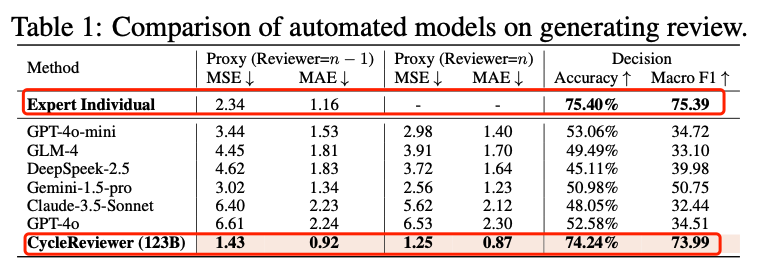 Table 1: Comparison of automated models on generating review.
Method Proxy (Reviewer=n − 1) Proxy (Reviewer=n) Decision
MSE ↓ MAE ↓ MSE ↓ MAE ↓ Accuracy ↑ Macro F1 ↑
Expert Individual 2.34 1.16 - - 75.40% 75.39
GPT-4o-mini 3.44 1.53 2.98 1.40 53.06% 34.72
GLM-4 4.45 1.81 3.91 1.70 49.49% 33.10
DeepSpeek-2.5 4.62 1.83 3.72 1.64 45.11% 39.98
Gemini-1.5-pro 3.02 1.34 2.56 1.23 50.98% 50.75
Claude-3.5-Sonnet 6.40 2.23 5.62 2.12 48.05% 32.44
GPT-4o 6.61 2.24 6.53 2.30 52.58% 34.51
CycleReviewer (123B) 1.43 0.92 1.25 0.87 74.24% 73.99